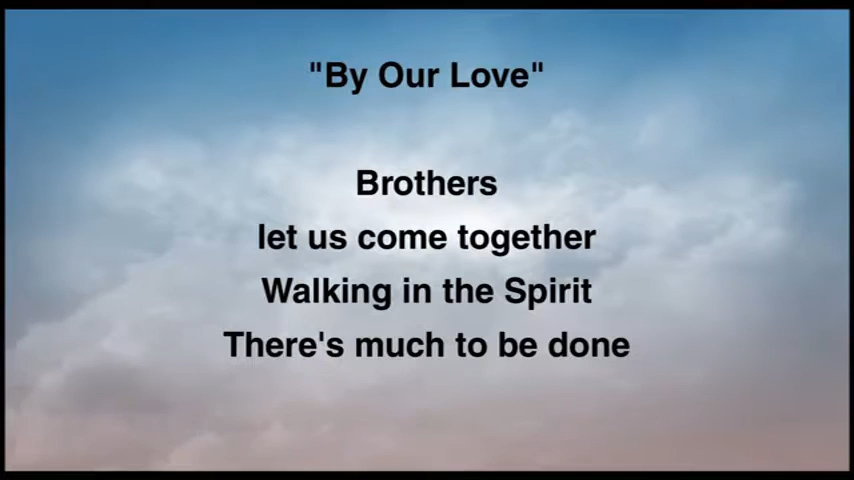 "By Our Love"
Brothers
let us come together
Walking in the Spirit
There's much to be done